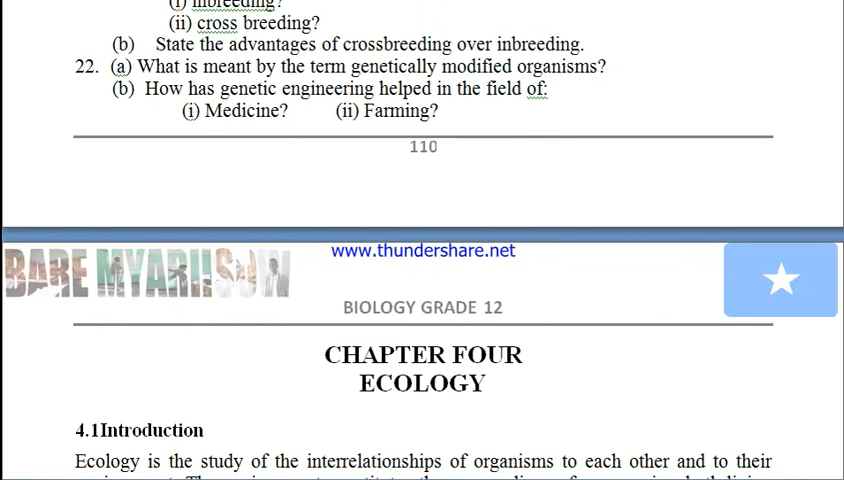 (i) inbreeding?
(ii) cross breeding?
(b) State the advantages of crossbreeding over inbreeding.
22. (a) What is meant by the term genetically modified organisms?
(b) How has genetic engineering helped in the field of:
(i) Medicine? (ii) Farming?
110
www.thundershare.net
BARE MYARIISOW
BIOLOGY GRADE 12
CHAPTER FOUR
ECOLOGY
4.1Introduction
Ecology is the study of the interrelationships of organisms to each other and to their